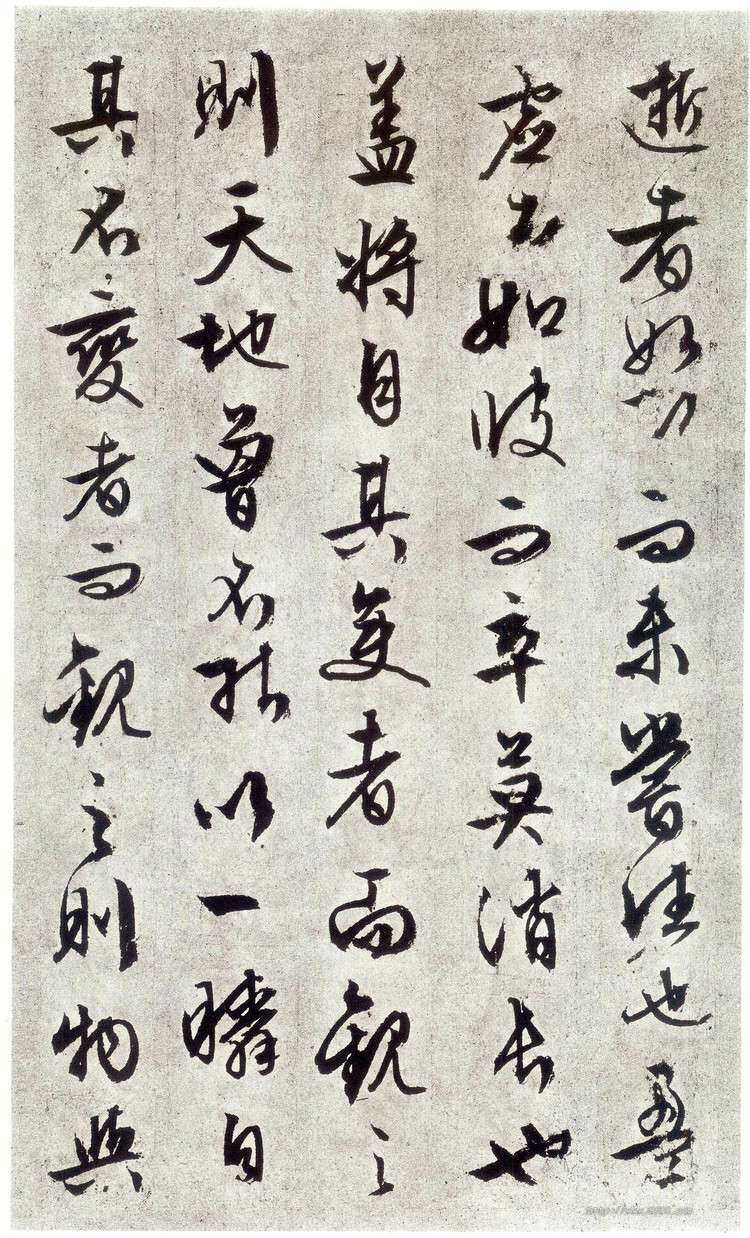 逝者如斯而未嘗往也盈
虛者如彼而卒莫消長也
蓋將自其變者而觀之
則天地曾不能以一瞬自
其不變者而觀之則物與